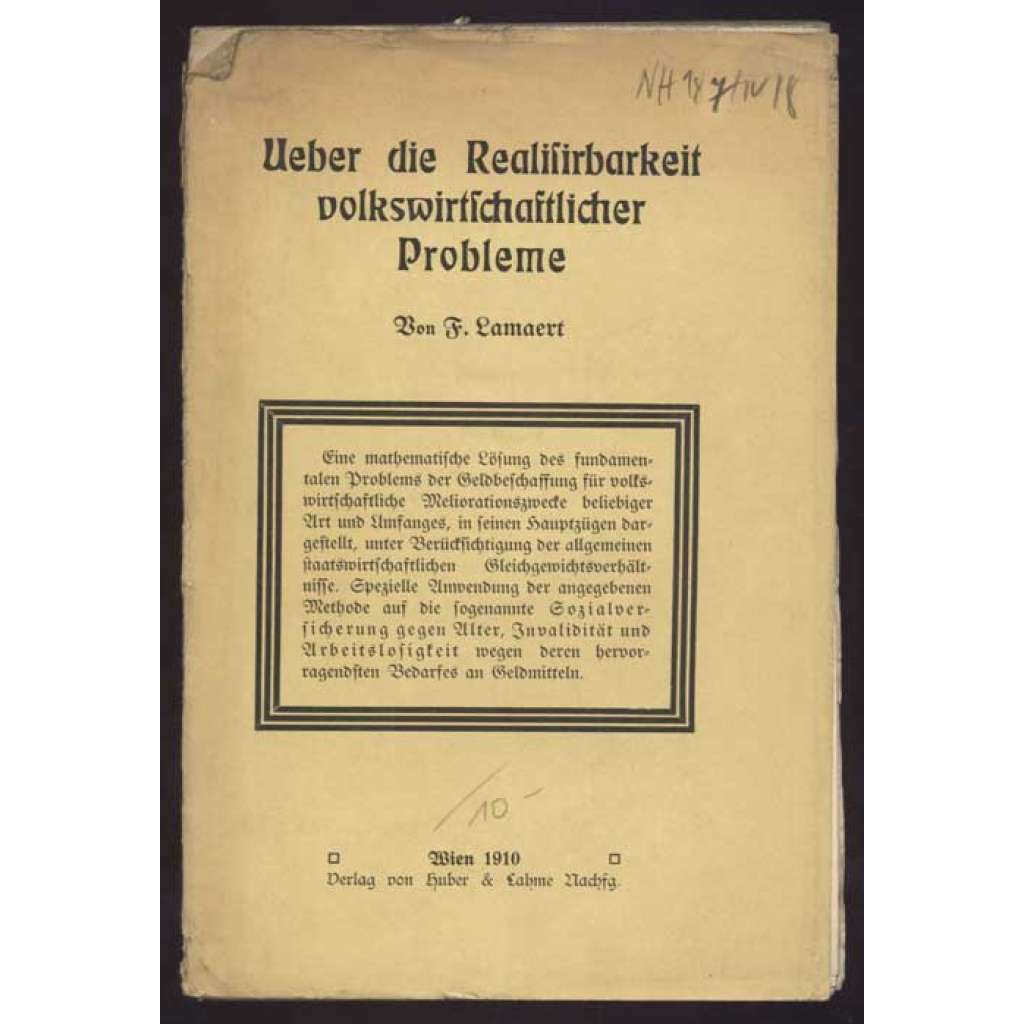 Ueber die Realiſirbarkeit
volkswirtſchaftlicher
Probleme
Von F. Lamaert
Eine mathematiſche Löſung des fundamen-
talen Problems der Geldbeſchaffung für volks-
wirtſchaftliche Meliorationszwecke beliebiger
Art und Umfanges, in ſeinen Hauptzügen dar-
geſtellt, unter Berückſichtigung der allgemeinen
ſtaatswirtſchaftlichen Gleichgewichtsverhält-
niſſe. Spezielle Anwendung der angegebenen
Methode auf die ſogenannte Sozialver-
ſicherung gegen Alter, Invalidität und
Arbeitsloſigkeit wegen deren hervor-
ragendſten Bedarfes an Geldmitteln.
10-
Wien 1910
Verlag von Huber & Lahme Nachfg.